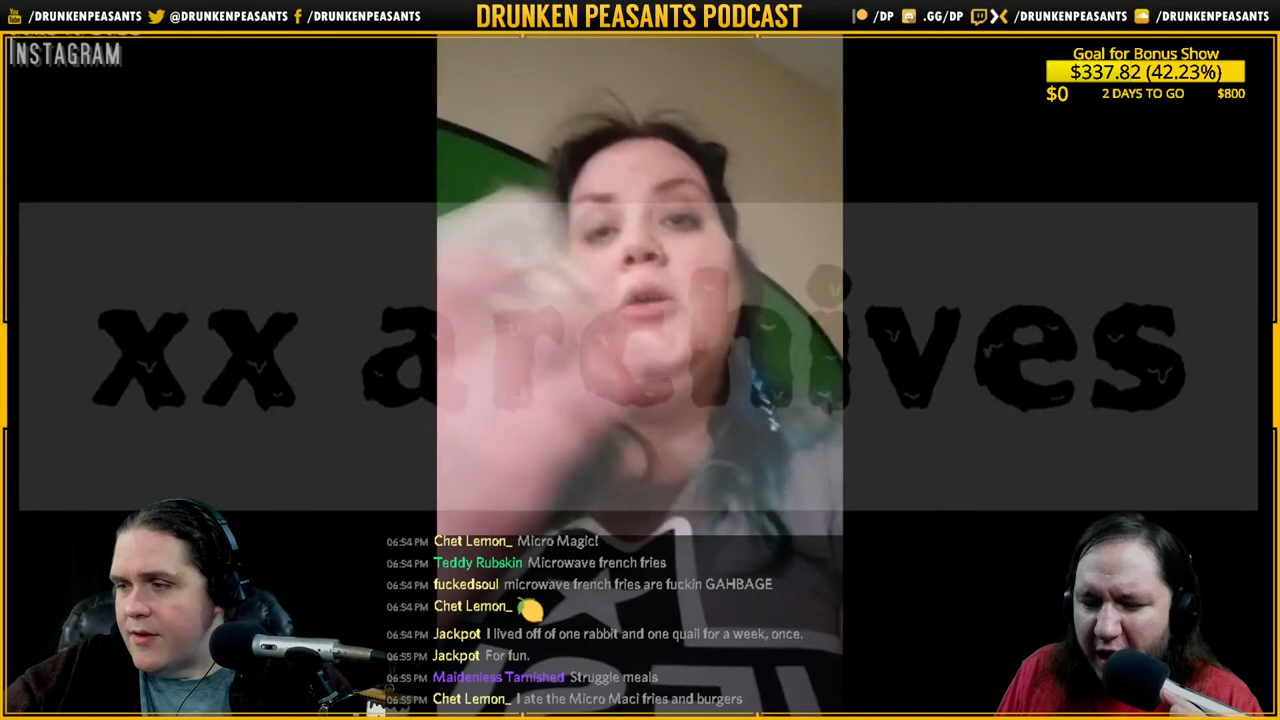 /DRUNKENPEASANTS @DRUNKENPEASANTS /DRUNKENPEASANTS DRUNKEN PEASANTS PODCAST /DP .GG/DP /DRUNKENPEASANTS /DRUNKENPEASANTS
INSTAGRAM
Goal for Bonus Show
$337.82 (42.23%)
$0 2 DAYS TO GO $800
xx archives
06:54 PM Chet Lemon_ Micro Magic!
06:54 PM Teddy Rubskin Microwave french fries
06:54 PM fuckedsoul microwave french fries are fuckin GAHBAGE
06:54 PM Chet Lemon_ 🍋
06:54 PM Jackpot I lived off of one rabbit and one quail for a week, once.
06:55 PM Jackpot For fun.
06:55 PM Maidenless Tarnished Struggle meals
06:55 PM Chet Lemon_ I ate the Micro Maci fries and burgers